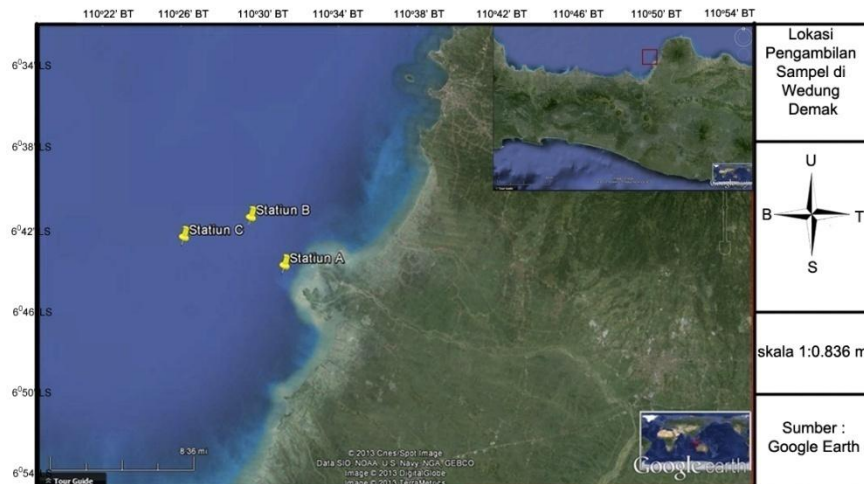 110°22' BT 110°26' BT 110°30' BT 110°34' BT 110°38' BT 110°42' BT 110°46' BT 110°50' BT 110°54' BT
6°34' LS
6°38' LS
6°42' LS
6°46' LS
6°50' LS
6°54' LS
Statiun B
Statiun C
Statiun A
8.36 mi
Tour Guide
© 2013 Cnes/Spot Image
Data SIO, NOAA, U.S. Navy, NGA, GEBCO
Image © 2013 DigitalGlobe
Image © 2013 TerraMetrics
Google earth
Lokasi
Pengambilan
Sampel di
Wedung
Demak
U
B T
S
skala 1:0.836 m
Sumber :
Google Earth